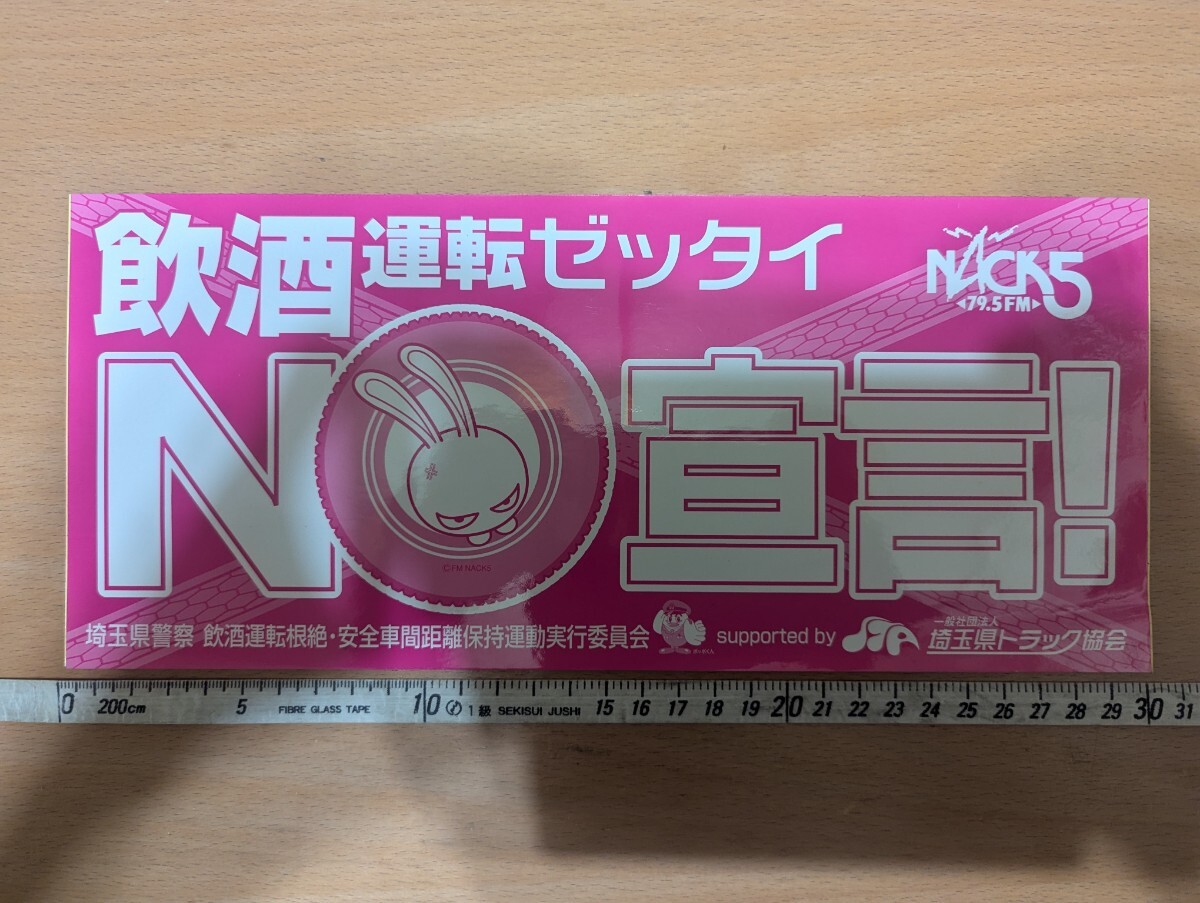 飲酒運転ゼッタイ
NACK5
79.5FM
NO宣言!
©FM NACK5
埼玉県警察 飲酒運転根絶・安全車間距離保持運動実行委員会 supported by 一般社団法人 埼玉県トラック協会
0 200cm 5 FIBRE GLASS TAPE 10 1級 SEKISUI JUSHI 15 16 17 18 19 20 21 22 23 24 25 26 27 28 29 30 31